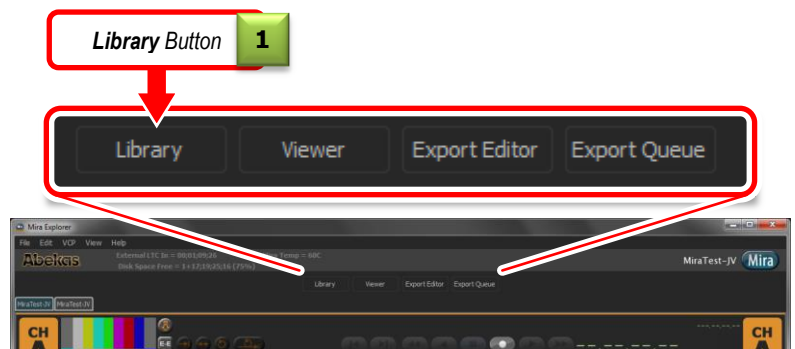 Library Button 1
Library Viewer Export Editor Export Queue
Mira Explorer
File Edit VCP View Help
Abekas
External LTC In = 00;01;09;26
Temp = 60C
Disk Space Free = 1+17;19;25;16 (75%)
MiraTest-JV Mira
Library Viewer Export Editor Export Queue
MiraTest-JV MiraTest-JV
CH
E-E
--.--.--.--
CH
-- -- -- --